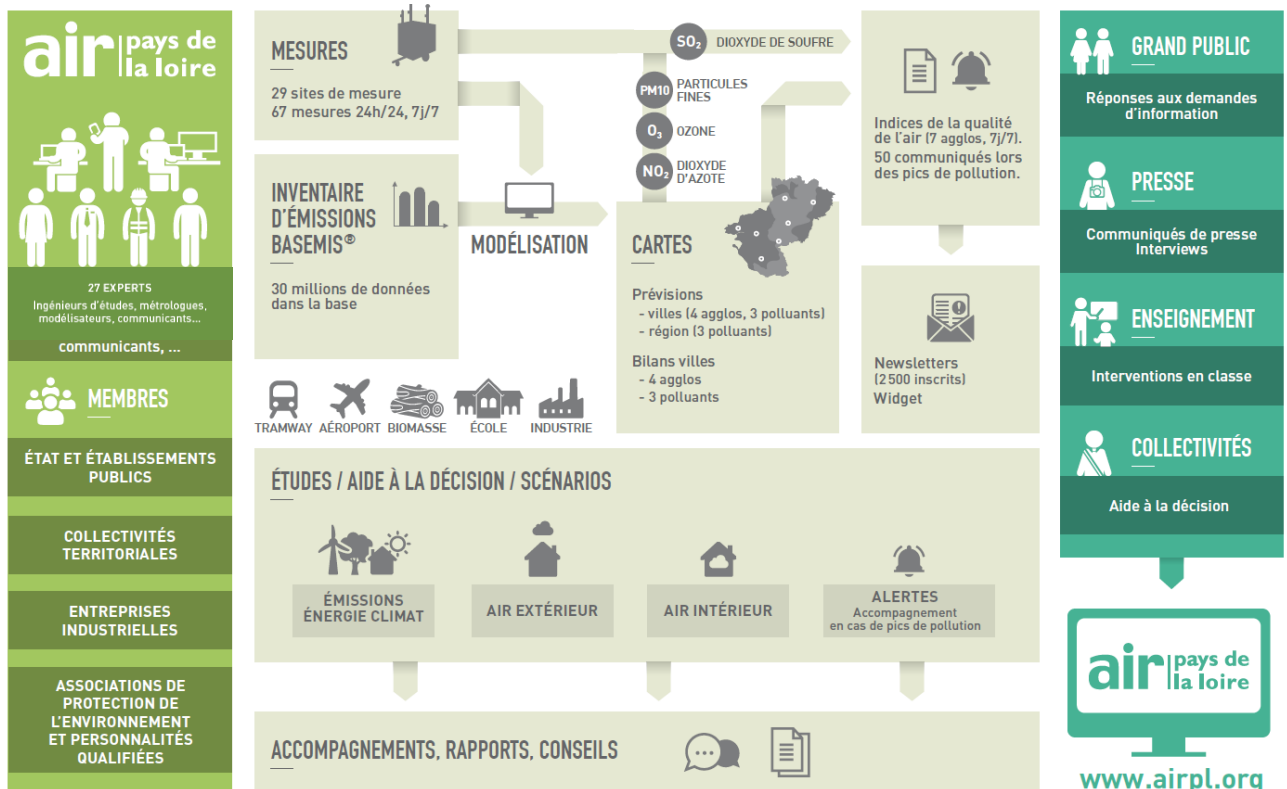 air pays de
la loire
27 EXPERTS
Ingénieurs d'études, métrologues,
modélisateurs, communicants...
communicants, ...
MEMBRES
ÉTAT ET ÉTABLISSEMENTS
PUBLICS
COLLECTIVITÉS
TERRITORIALES
ENTREPRISES
INDUSTRIELLES
ASSOCIATIONS DE
PROTECTION DE
L'ENVIRONNEMENT
ET PERSONNALITÉS
QUALIFIÉES
MESURES
29 sites de mesure
67 mesures 24h/24, 7j/7
INVENTAIRE
D'ÉMISSIONS
BASEMIS®
30 millions de données
dans la base
MODÉLISATION
SO₂ DIOXYDE DE SOUFRE
PM10 PARTICULES
FINES
O₃ OZONE
NO₂ DIOXYDE
D'AZOTE
CARTES
Prévisions
- villes (4 agglos, 3 polluants)
- région (3 polluants)
Bilans villes
- 4 agglos
- 3 polluants
Indices de la qualité
de l'air (7 agglos, 7j/7).
50 communiqués lors
des pics de pollution.
Newsletters
(2 500 inscrits)
Widget
TRAMWAY AÉROPORT BIOMASSE ÉCOLE INDUSTRIE
ÉTUDES / AIDE À LA DÉCISION / SCÉNARIOS
ÉMISSIONS
ÉNERGIE CLIMAT
AIR EXTÉRIEUR
AIR INTÉRIEUR
ALERTES
Accompagnement
en cas de pics de pollution
ACCOMPAGNEMENTS, RAPPORTS, CONSEILS
GRAND PUBLIC
Réponses aux demandes
d'information
PRESSE
Communiqués de presse
Interviews
ENSEIGNEMENT
Interventions en classe
COLLECTIVITÉS
Aide à la décision
air pays de
la loire
www.airpl.org